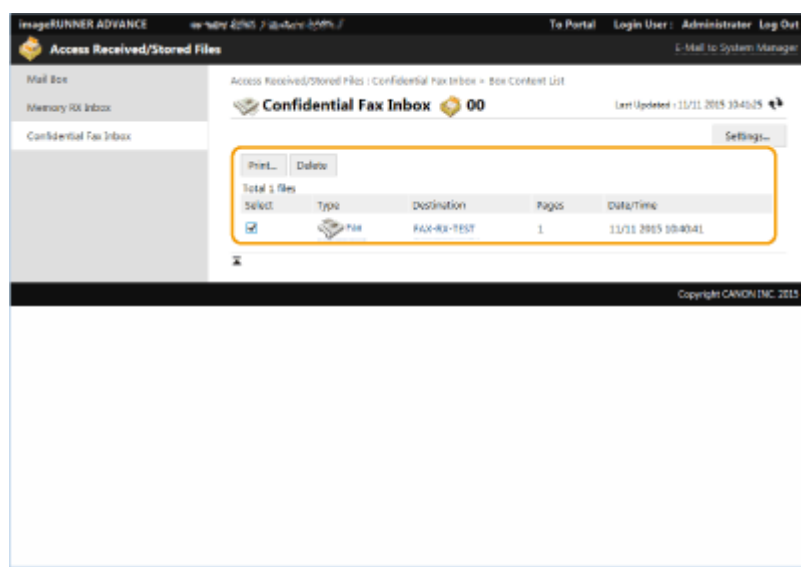 imageRUNNER ADVANCE To Portal Login User : Administrator Log Out
Access Received/Stored Files E-Mail to System Manager
Mail Box
Memory RX Inbox
Confidential Fax Inbox
Access Received/Stored Files : Confidential Fax Inbox > Box Content List
Confidential Fax Inbox 00 Last Updated : 11/11 2015 10:41:25
Settings...
Print... Delete
Total 1 files
Select Type Destination Pages Date/Time
Fax FAX-RX-TEST 1 11/11 2015 10:40:41
Copyright CANON INC. 2015